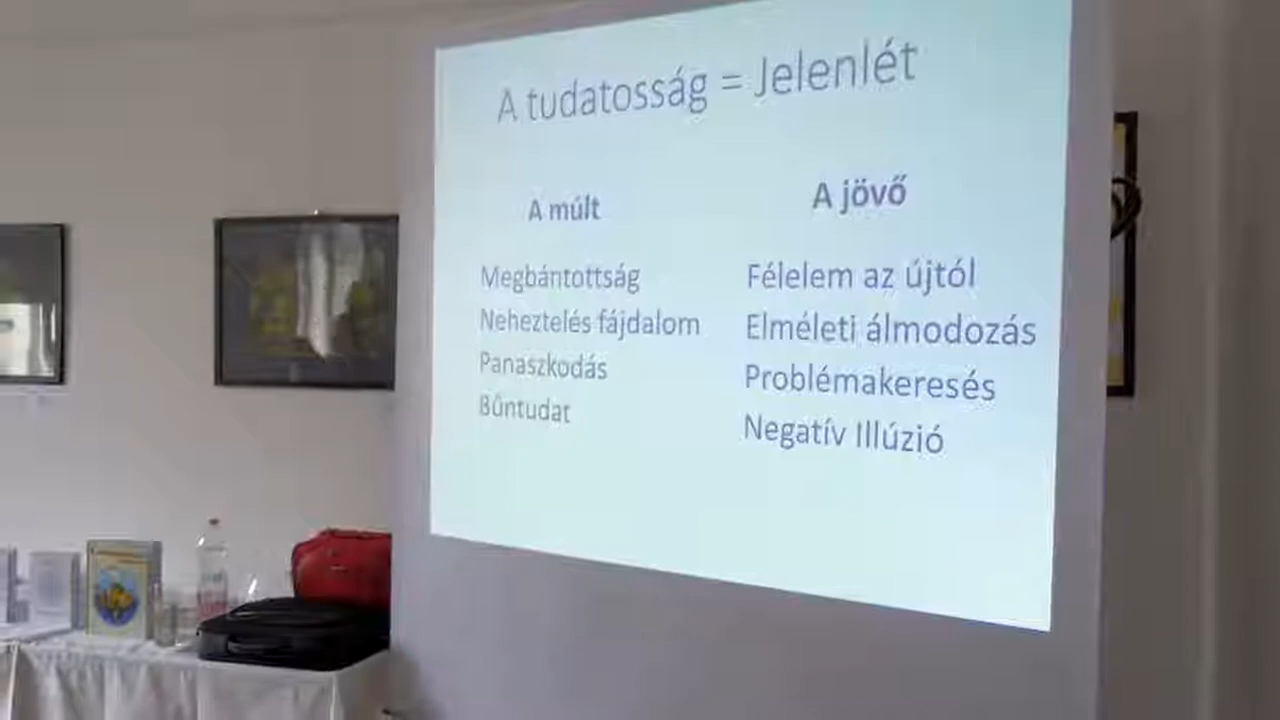 A tudatosság = Jelenlét
A múlt
Megbántottság
Neheztelés fájdalom
Panaszkodás
Bűntudat
A jövő
Félelem az újtól
Elméleti álmodozás
Problémakeresés
Negatív Illúzió